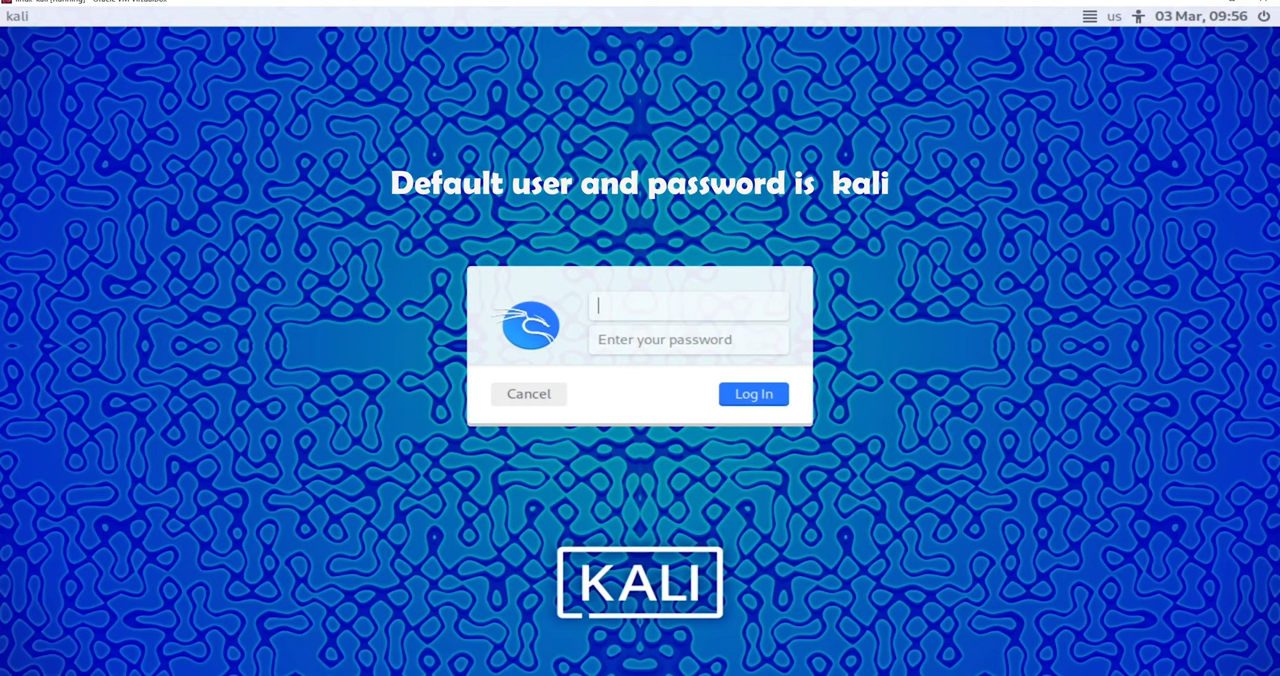 kali
us
03 Mar, 09:56
Default user and password is kali
Enter your password
Cancel
Log In
KALI